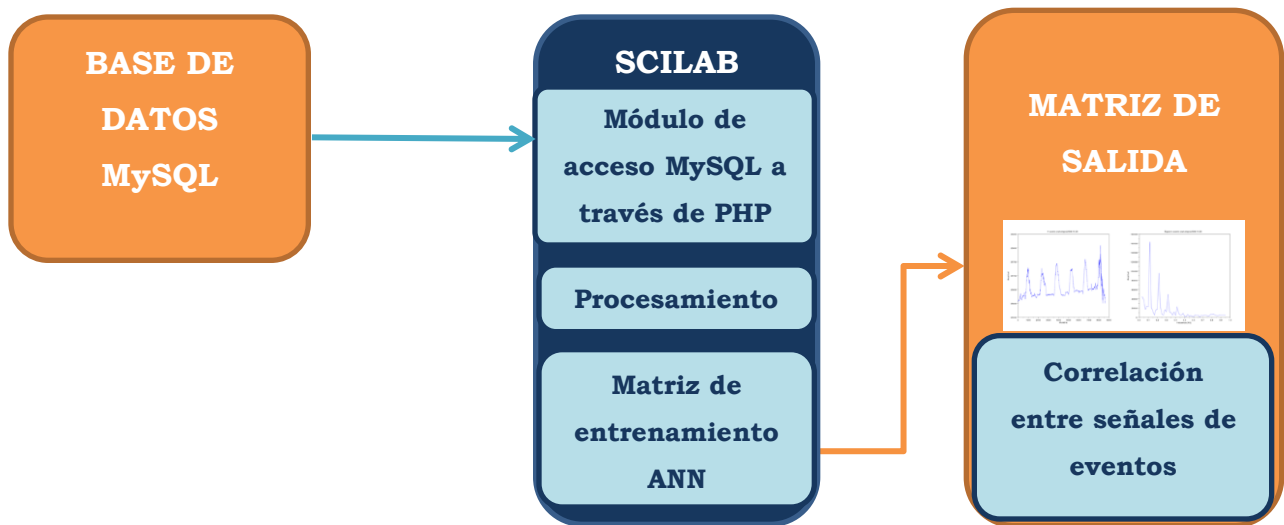 BASE DE
DATOS
MySQL
SCILAB
Módulo de
acceso MySQL a
través de PHP
Procesamiento
Matriz de
entrenamiento
ANN
MATRIZ DE
SALIDA
Correlación
entre señales de
eventos